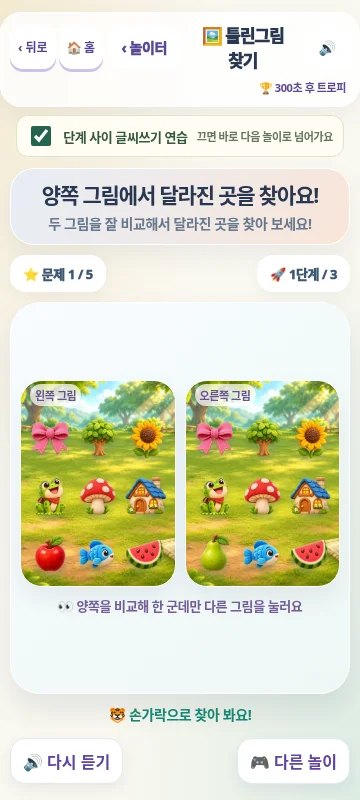 ‹ 뒤로
🏠 홈
‹ 놀이터
🖼️ 틀린그림
찾기
🔊
🏆 300초 후 트로피
단계 사이 글씨쓰기 연습 끄면 바로 다음 놀이로 넘어가요
양쪽 그림에서 달라진 곳을 찾아요!
두 그림을 잘 비교해서 달라진 곳을 찾아 보세요!
⭐ 문제 1 / 5
🚀 1단계 / 3
왼쪽 그림
오른쪽 그림
👀 양쪽을 비교해 한 군데만 다른 그림을 눌러요
🐯 손가락으로 찾아 봐요!
🔊 다시 듣기
🎮 다른 놀이